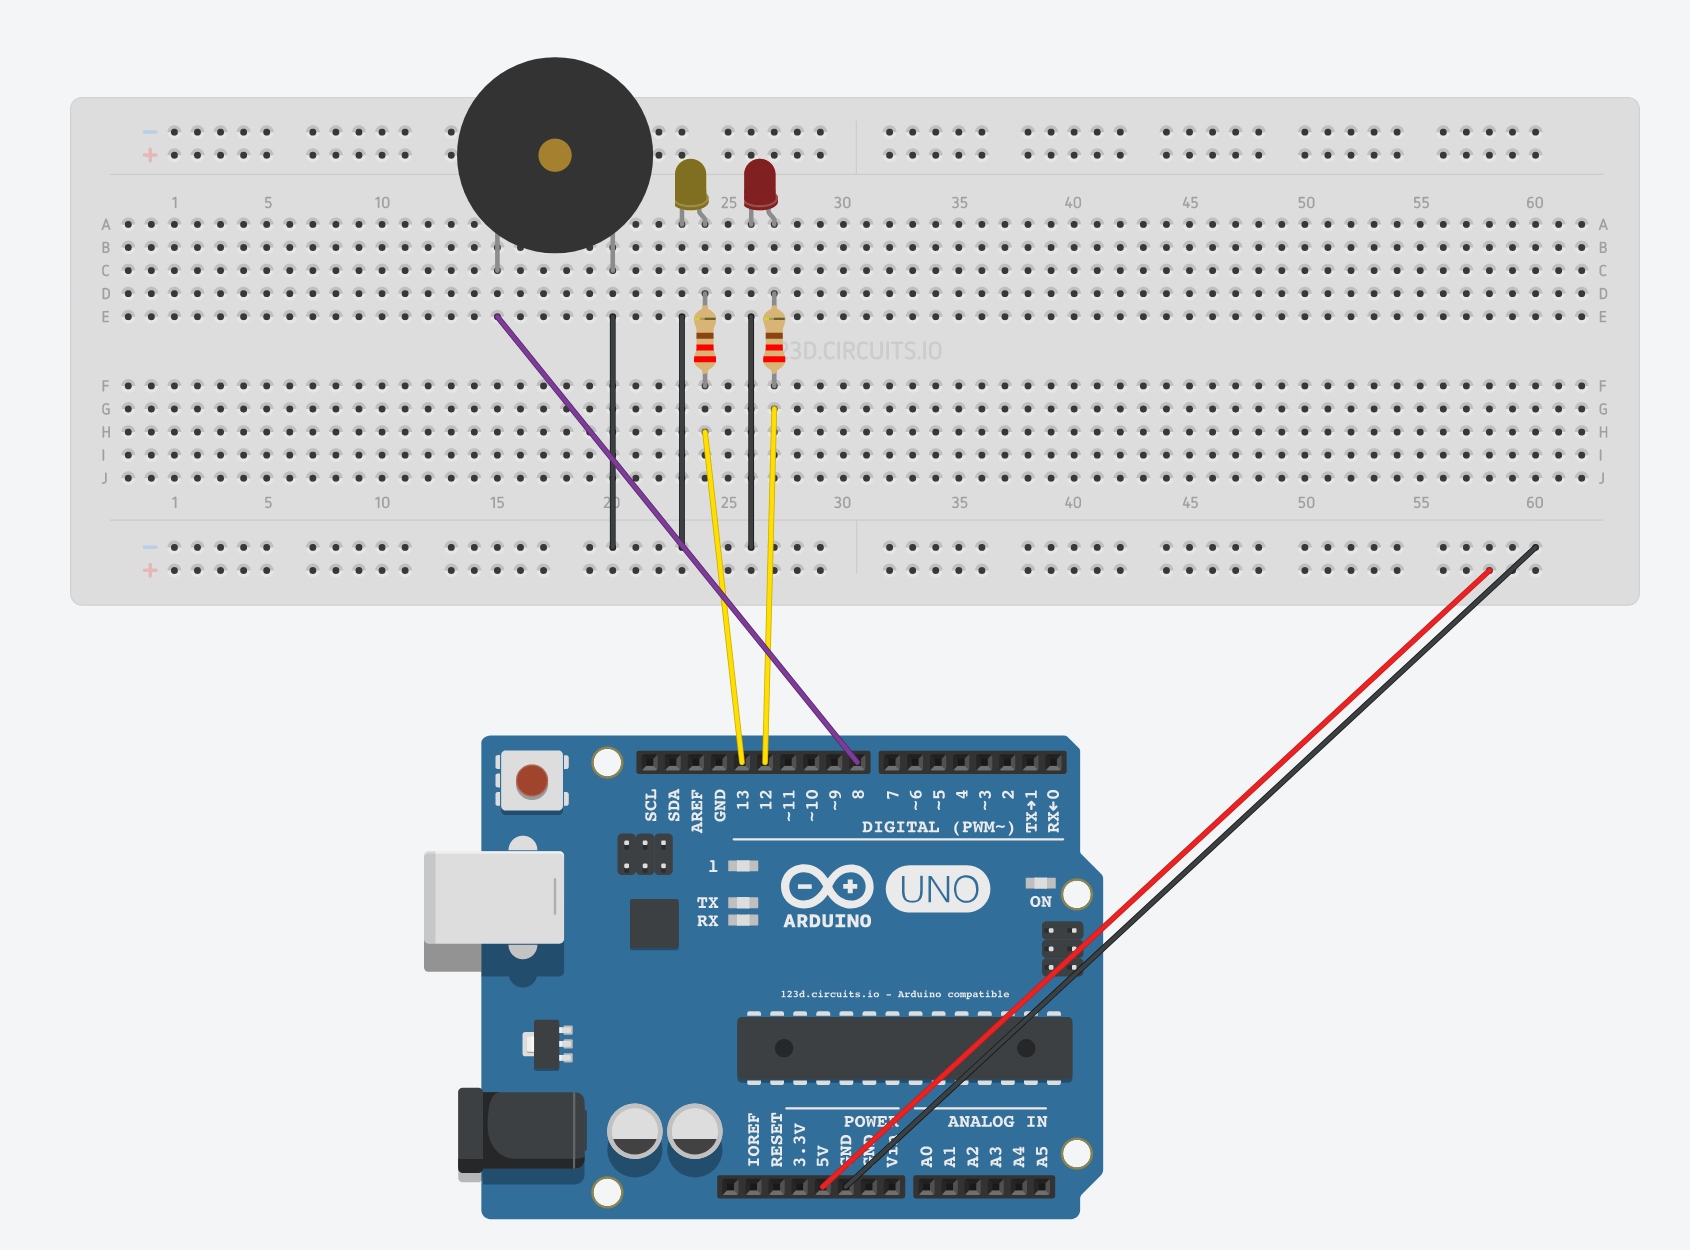 − −
+ +
1 5 10 25 30 35 40 45 50 55 60
A A
B B
C C
D D
E E
123D.CIRCUITS.IO
F F
G G
H H
I I
J J
1 5 10 15 20 25 30 35 40 45 50 55 60
−
+
SCL SDA AREF GND 13 12 ~11 ~10 ~9 8 7 ~6 ~5 4 ~3 2 TX→1 RX←0
DIGITAL (PWM~)
1
TX
RX
ARDUINO
UNO
ON
123d.circuits.io - Arduino compatible
POWER ANALOG IN
IOREF RESET 3.3V 5V GND GND A0 A1 A2 A3 A4 A5